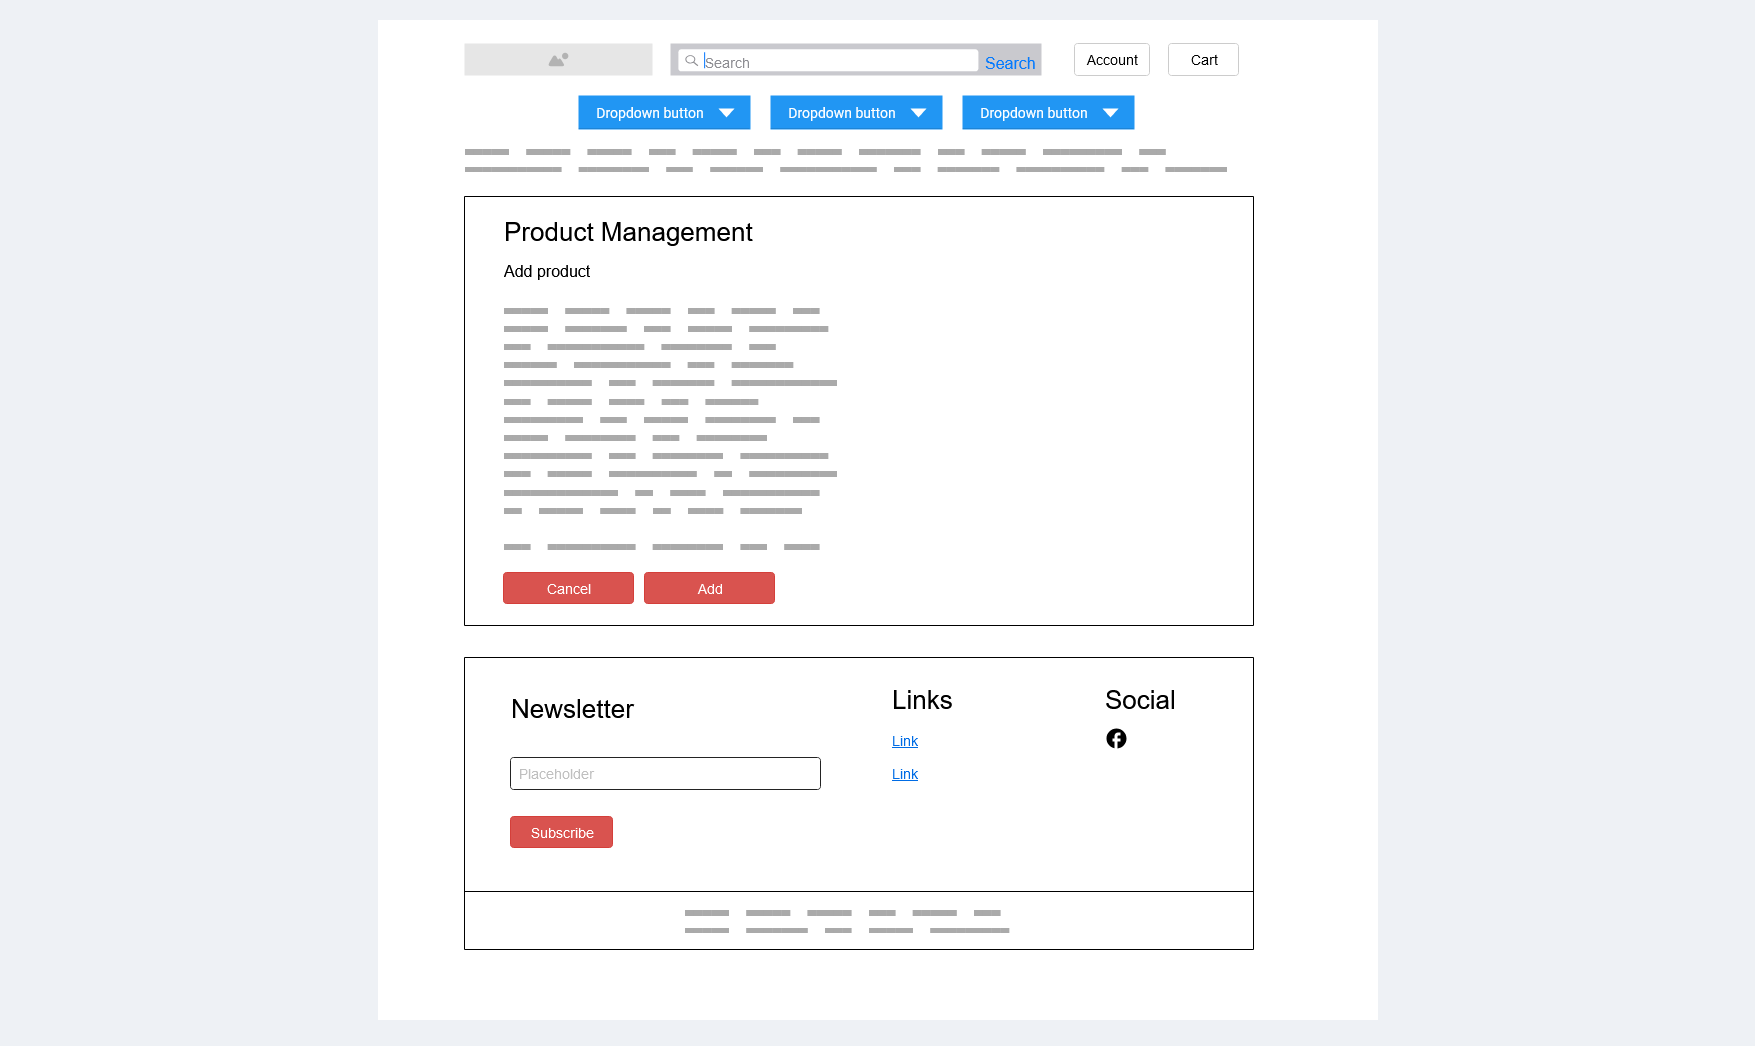 Search
Search
Account
Cart
Dropdown button
Dropdown button
Dropdown button
Product Management
Add product
Cancel
Add
Newsletter
Placeholder
Subscribe
Links
Link
Link
Social